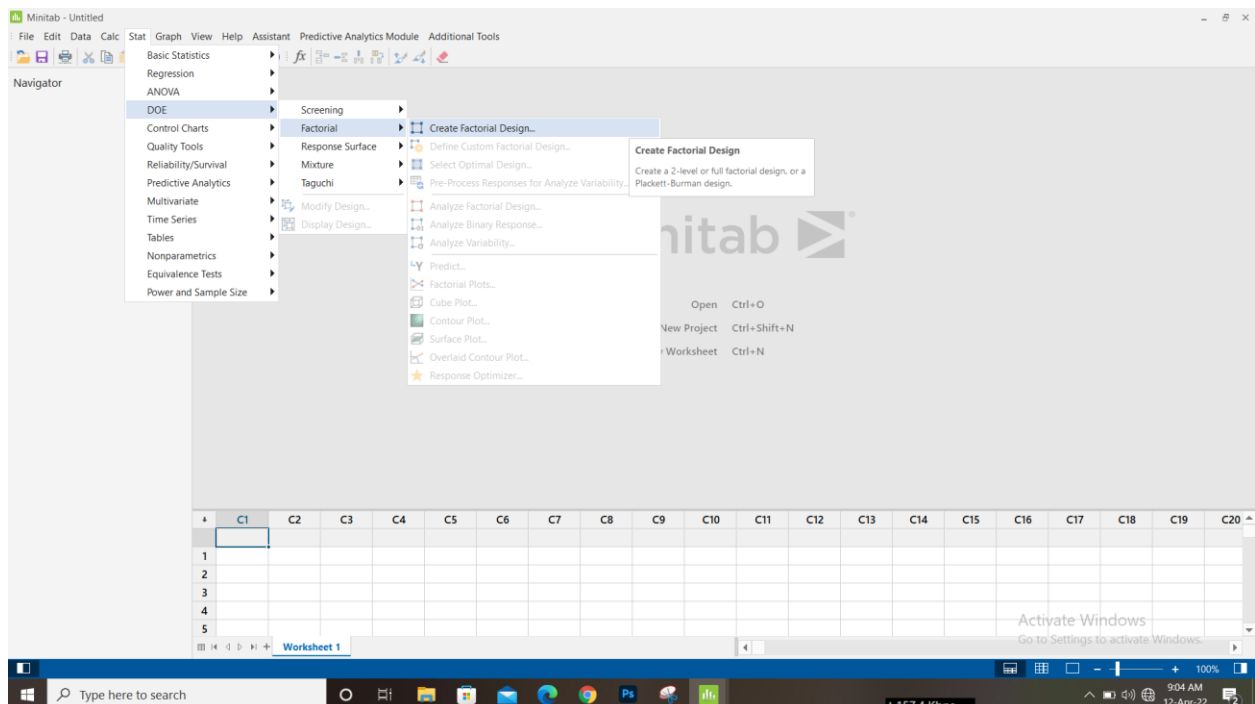 Minitab - Untitled
File Edit Data Calc Stat Graph View Help Assistant Predictive Analytics Module Additional Tools
fx
Navigator
Basic Statistics
Regression
ANOVA
DOE
Control Charts
Quality Tools
Reliability/Survival
Predictive Analytics
Multivariate
Time Series
Tables
Nonparametrics
Equivalence Tests
Power and Sample Size
Screening
Factorial
Response Surface
Mixture
Taguchi
Modify Design...
Display Design...
Create Factorial Design...
Define Custom Factorial Design...
Select Optimal Design...
Pre-Process Responses for Analyze Variability...
Analyze Factorial Design...
Analyze Binary Response...
Analyze Variability...
Predict...
Factorial Plots...
Cube Plot...
Contour Plot...
Surface Plot...
Overlaid Contour Plot...
Response Optimizer...
Create Factorial Design
Create a 2-level or full factorial design, or a
Plackett-Burman design.
nitab
Open Ctrl+O
New Project Ctrl+Shift+N
Worksheet Ctrl+N
C1 C2 C3 C4 C5 C6 C7 C8 C9 C10 C11 C12 C13 C14 C15 C16 C17 C18 C19 C20
1
2
3
4
5
Activate Windows
Go to Settings to activate Windows.
Worksheet 1
100%
Type here to search
Ps
9:04 AM
12-Apr-22
2